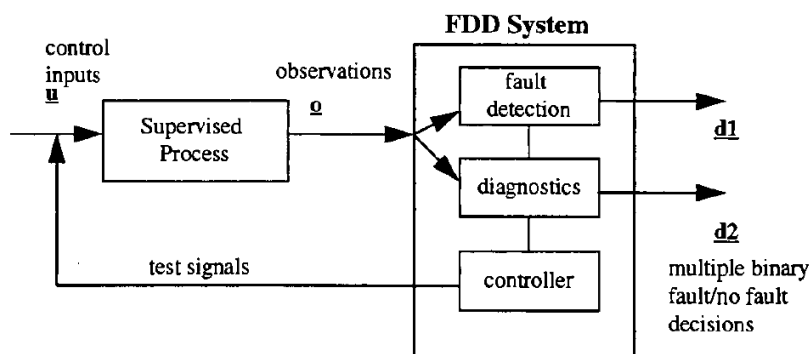 FDD System
control
inputs
u
observations
o
Supervised
Process
fault
detection
d1
diagnostics
d2
test signals
controller
multiple binary
fault/no fault
decisions